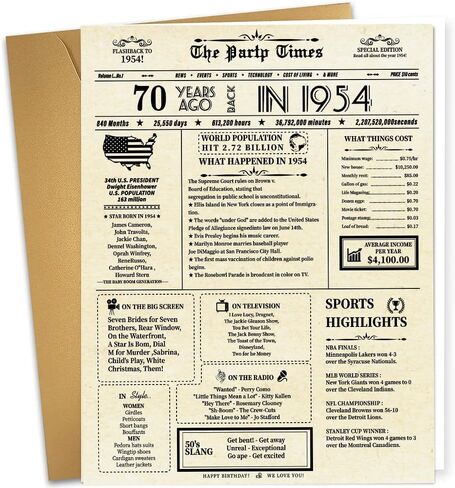 FLASHBACK TO
1954!
The Party Times
SPECIAL EDITION
Read all about the year 1954!
Volume I...No.7
NEWS • EVENTS • SPORTS • TECHNOLOGY • COST OF LIVING • & MORE
PRICE $10 cents
70 YEARS AGO BACK IN 1954
840 Months ★ 25,550 days ★ 613,200 hours ★ 36,792,000 minutes ★ 2,207,520,000seconds
34th U.S. PRESIDENT
Dwight Eisenhower
U.S. POPULATION
163 million
★ STAR BORN IN 1954 ★
James Cameron,
John Travolta,
Jackie Chan,
Denzel Washington,
Oprah Winfrey,
ReneRusso,
Catherine O'Hara ,
Howard Stern
THE BABY BOOM GENERATION
WORLD POPULATION
HIT 2.72 BILLION
WHAT HAPPENED IN 1954
The Supreme Court rules on Brown v.
Board of Education, stating that
segregation in public school is unconstitutional.
★ Ellis island in New York closes as a point of Immigra-
tion.
★ The words "under God" are added to the United States
Pledge of Allegiance signedinto law on June 14th.
★ Evis Presley begins his music career.
★ Marilyn Monroe marries baseball player
Joe DiMaggio at San Francisco City Hall.
★ The first mass vaccination of children against polio
begins.
★ The Rosebowl Parade is broadcast in color on TV.
WHAT THINGS COST
Minimum wage: $0.75/hr
New house: $10,250.00
Monthly rent: $85.00
Gallon of gas: $0.22
Life Magazine: $0.20
Dozen eggs: $0.70
Movie ticket: $0.70
Postage stamp: $0.03
Loaf of bread: $0.17
AVERAGE INCOME
PER YEAR
$4,100.00
ON THE BIG SCREEN
Seven Brides for Seven
Brothers, Rear Window,
On the Waterfront,
A Star Is Bom, Dial
M for Murder ,Sabrina,
Child's Play, White
Christmas, Them!
ON TELEVISION
I Love Lucy, Dragnet,
The Jackie Gleason Show,
You Bet Your Life,
The Jack Benny Show,
The Toast of the Town,
Disneyland,
Two for he Money
ON THE RADIO
"Wanted" - Perry Como
"Little Things Mean a Lot" - Kitty Kallen
"Hey There" - Rosemary Clooney
"Sh-Boom" - The Crew-Cuts
"Make Love to Me" - Jo Stafford
SPORTS
HIGHLIGHTS
NBA FINALS :
Minneapolis Lakers won 4-3
over the Syracuse Nationals.
MLB WORLD SERIES :
New York Giants won 4 games to 0
over the Cleveland Indians.
NFL CHAMPIONSHIP :
Cleveland Browns won 56-10
over the Detroit Lions.
STANLEY CUP WINNER :
Detroit Red Wings won 4 games to 3
over the Montreal Canadiens.
IN Style..
WOMEN
Girdles
Petticoats
Short bangs
Bouffants
MEN
Fedora hats suits
Wingtip shoes
Cardigan sweaters
Leather jackets
50'S
SLANG
Get bent! - Get away
Unreal - Exceptional
Go ape - Get excited
HAPPY BIRTHDAY! WE LOVE YOU!